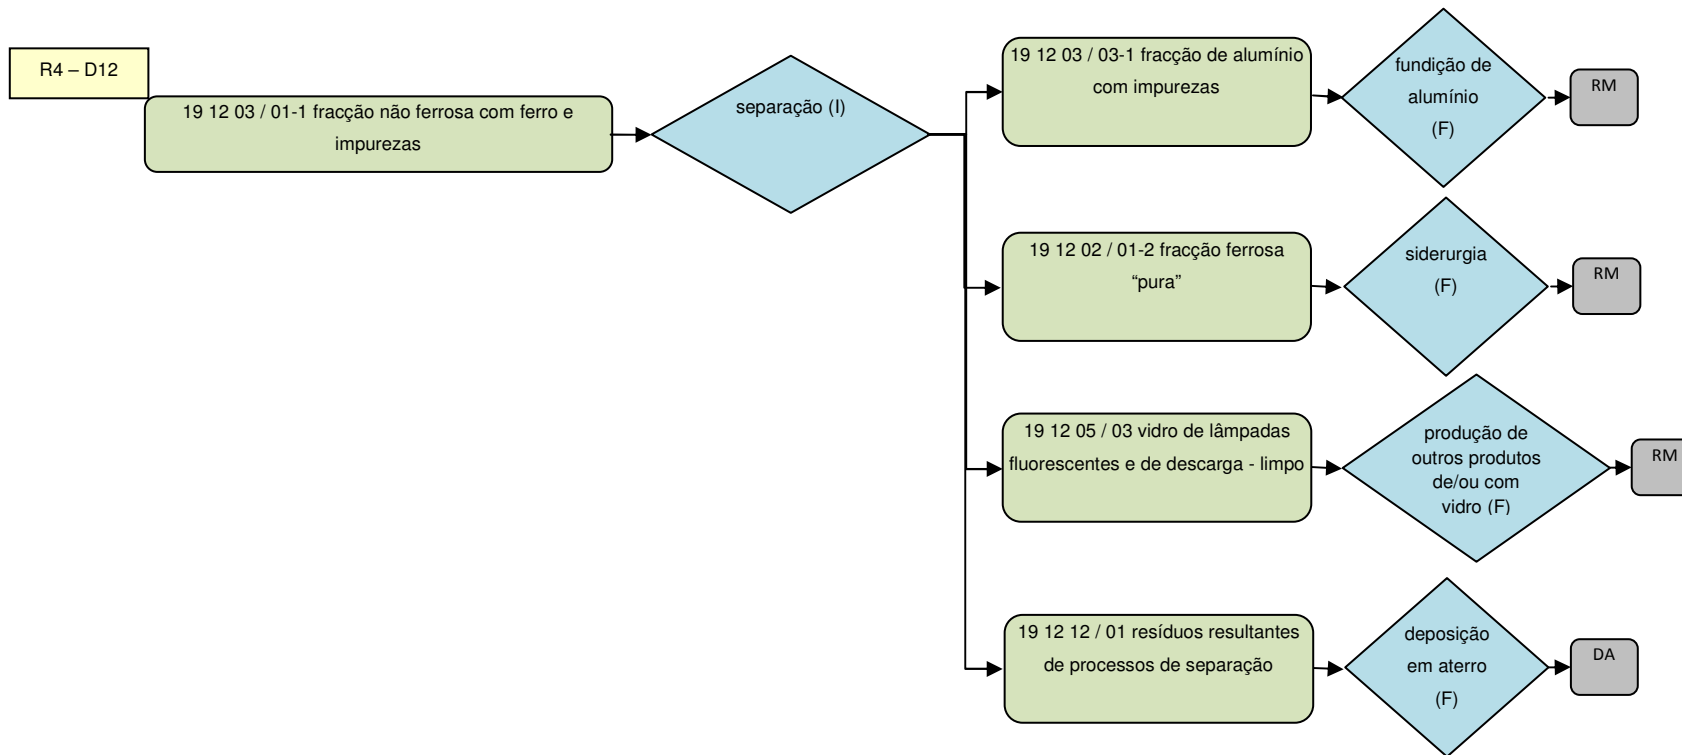 R4 – D12
19 12 03 / 01-1 fracção não ferrosa com ferro e
impurezas
separação (I)
19 12 03 / 03-1 fracção de alumínio
com impurezas
fundição de
alumínio
(F)
RM
19 12 02 / 01-2 fracção ferrosa
“pura”
siderurgia
(F)
RM
19 12 05 / 03 vidro de lâmpadas
fluorescentes e de descarga - limpo
produção de
outros produtos
de/ou com
vidro (F)
RM
19 12 12 / 01 resíduos resultantes
de processos de separação
deposição
em aterro
(F)
DA